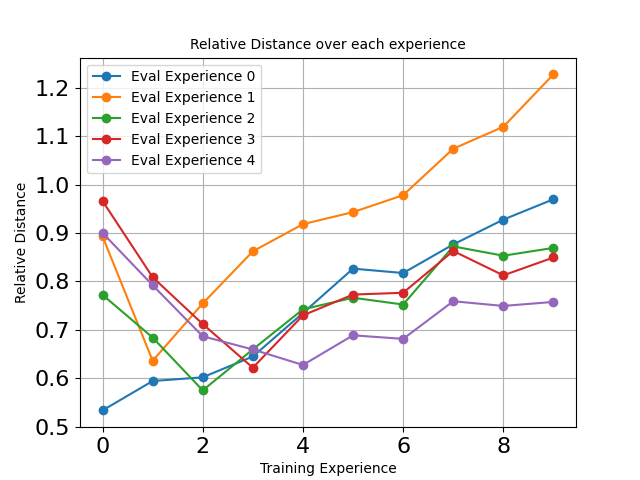 Relative Distance over each experience
Eval Experience 0
Eval Experience 1
Eval Experience 2
Eval Experience 3
Eval Experience 4
Relative Distance
1.2
1.1
1.0
0.9
0.8
0.7
0.6
0.5
0 2 4 6 8
Training Experience